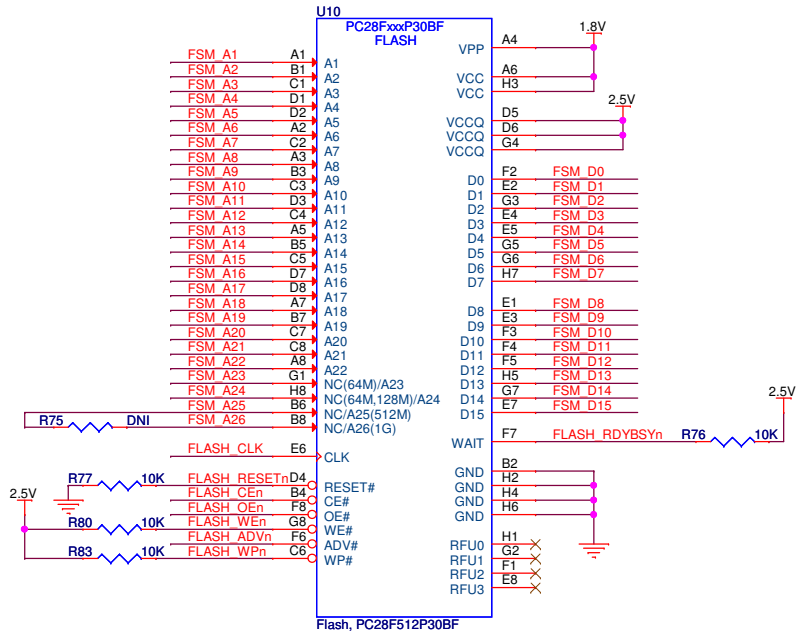 U10
PC28FxxxP30BF
FLASH
1.8V
FSM_A1 A1 A1
FSM_A2 B1 A2
FSM_A3 C1 A3
FSM_A4 D1 A4
FSM_A5 D2 A5
FSM_A6 A2 A6
FSM_A7 C2 A7
FSM_A8 A3 A8
FSM_A9 B3 A9
FSM_A10 C3 A10
FSM_A11 D3 A11
FSM_A12 C4 A12
FSM_A13 A5 A13
FSM_A14 B5 A14
FSM_A15 C5 A15
FSM_A16 D7 A16
FSM_A17 D8 A17
FSM_A18 A7 A18
FSM_A19 B7 A19
FSM_A20 C7 A20
FSM_A21 C8 A21
FSM_A22 A8 A22
FSM_A23 G1 NC(64M)/A23
FSM_A24 H8 NC(64M,128M)/A24
FSM_A25 B6 NC/A25(512M)
R75 DNI FSM_A26 B8 NC/A26(1G)
FLASH_CLK E6 CLK
R77 10K FLASH_RESETn D4 RESET#
FLASH_CEn B4 CE#
2.5V
FLASH_OEn F8 OE#
R80 10K FLASH_WEn G8 WE#
FLASH_ADVn F6 ADV#
R83 10K FLASH_WPn C6 WP#
VPP A4
VCC A6
VCC H3
2.5V
VCCQ D5
VCCQ D6
VCCQ G4
D0 F2 FSM_D0
D1 E2 FSM_D1
D2 G3 FSM_D2
D3 E4 FSM_D3
D4 E5 FSM_D4
D5 G5 FSM_D5
D6 G6 FSM_D6
D7 H7 FSM_D7
D8 E1 FSM_D8
D9 E3 FSM_D9
D10 F3 FSM_D10
D11 F4 FSM_D11
D12 F5 FSM_D12
D13 H5 FSM_D13
D14 G7 FSM_D14
D15 E7 FSM_D15
2.5V
WAIT F7 FLASH_RDYBSYn R76 10K
GND B2
GND H2
GND H4
GND H6
RFU0 H1
RFU1 G2
RFU2 F1
RFU3 E8
Flash, PC28F512P30BF